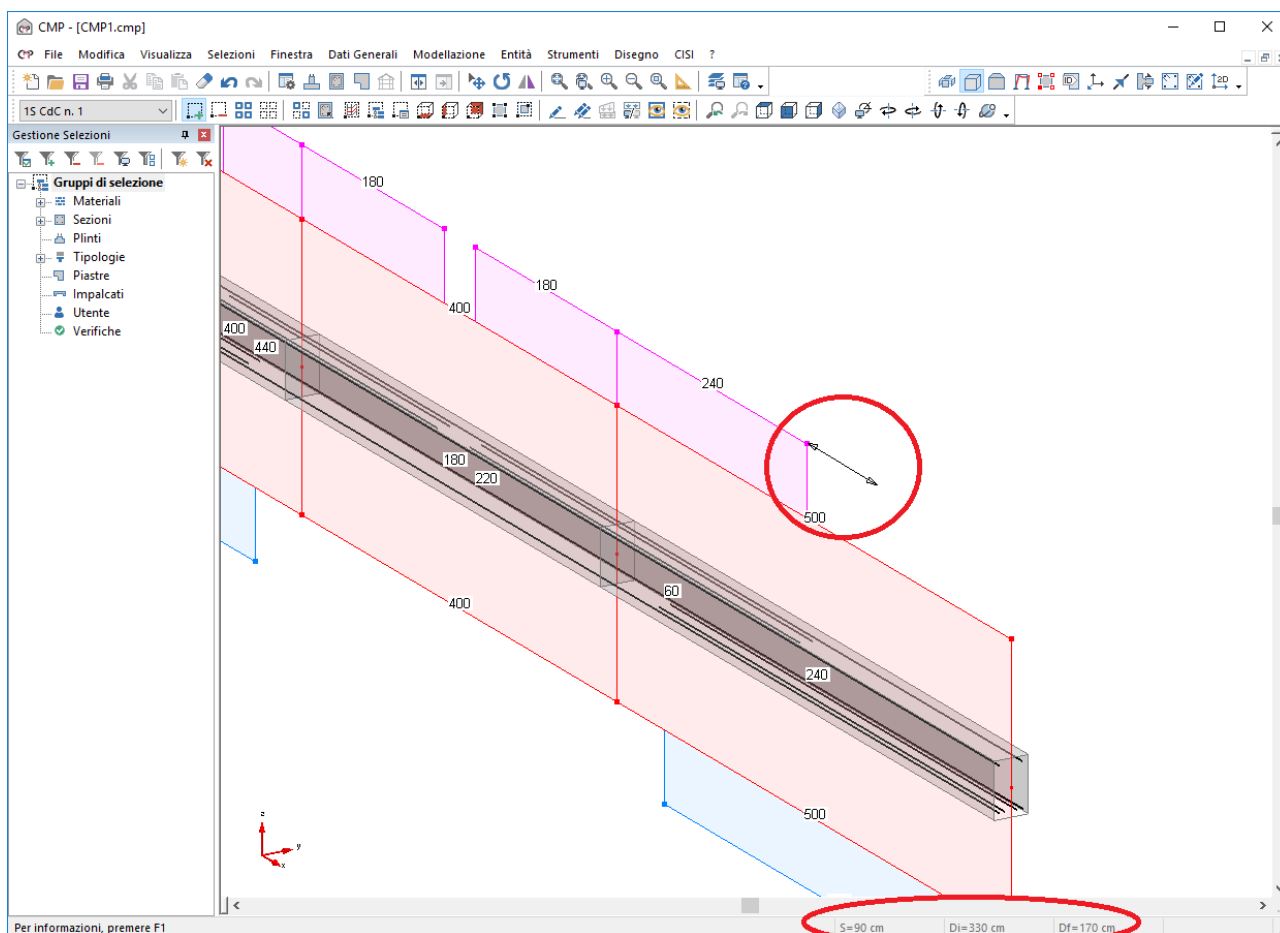 CMP - [CMP1.cmp]
CMP File Modifica Visualizza Selezioni Finestra Dati Generali Modellazione Entità Strumenti Disegno CISI ?
1S CdC n. 1
Gestione Selezioni
Gruppi di selezione
Materiali
Sezioni
Plinti
Tipologie
Piastre
Impalcati
Utente
Verifiche
180
180
400
400
440
240
180
220
500
60
400
240
500
z
y
x
Per informazioni, premere F1
S=90 cm Di=330 cm Df=170 cm